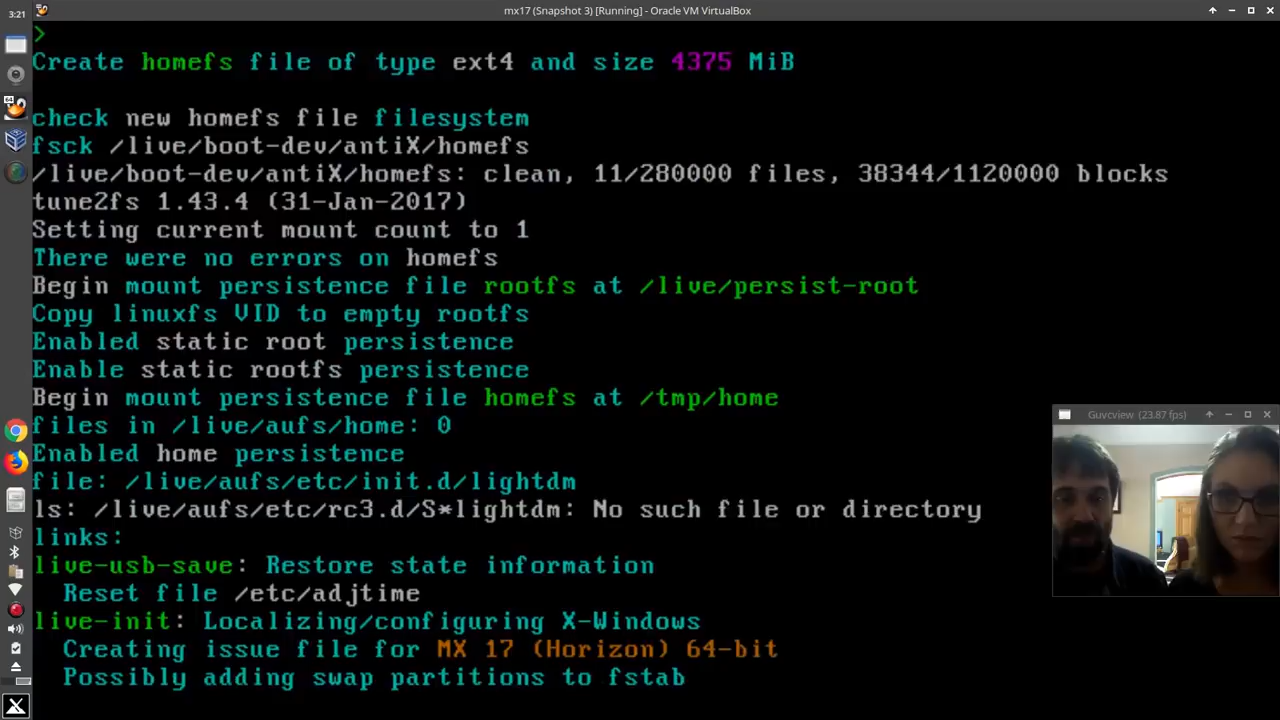 3:21
mx17 (Snapshot 3) [Running] - Oracle VM VirtualBox
>
Create homefs file of type ext4 and size 4375 MiB
check new homefs file filesystem
fsck /live/boot-dev/antiX/homefs
/live/boot-dev/antiX/homefs: clean, 11/280000 files, 38344/1120000 blocks
tune2fs 1.43.4 (31-Jan-2017)
Setting current mount count to 1
There were no errors on homefs
Begin mount persistence file rootfs at /live/persist-root
Copy linuxfs VID to empty rootfs
Enabled static root persistence
Enable static rootfs persistence
Begin mount persistence file homefs at /tmp/home
files in /live/aufs/home: 0
Enabled home persistence
file: /live/aufs/etc/init.d/lightdm
ls: /live/aufs/etc/rc3.d/S*lightdm: No such file or directory
links:
live-usb-save: Restore state information
Reset file /etc/adjtime
live-init: Localizing/configuring X-Windows
Creating issue file for MX 17 (Horizon) 64-bit
Possibly adding swap partitions to fstab
Guvcview (23.87 fps)
64